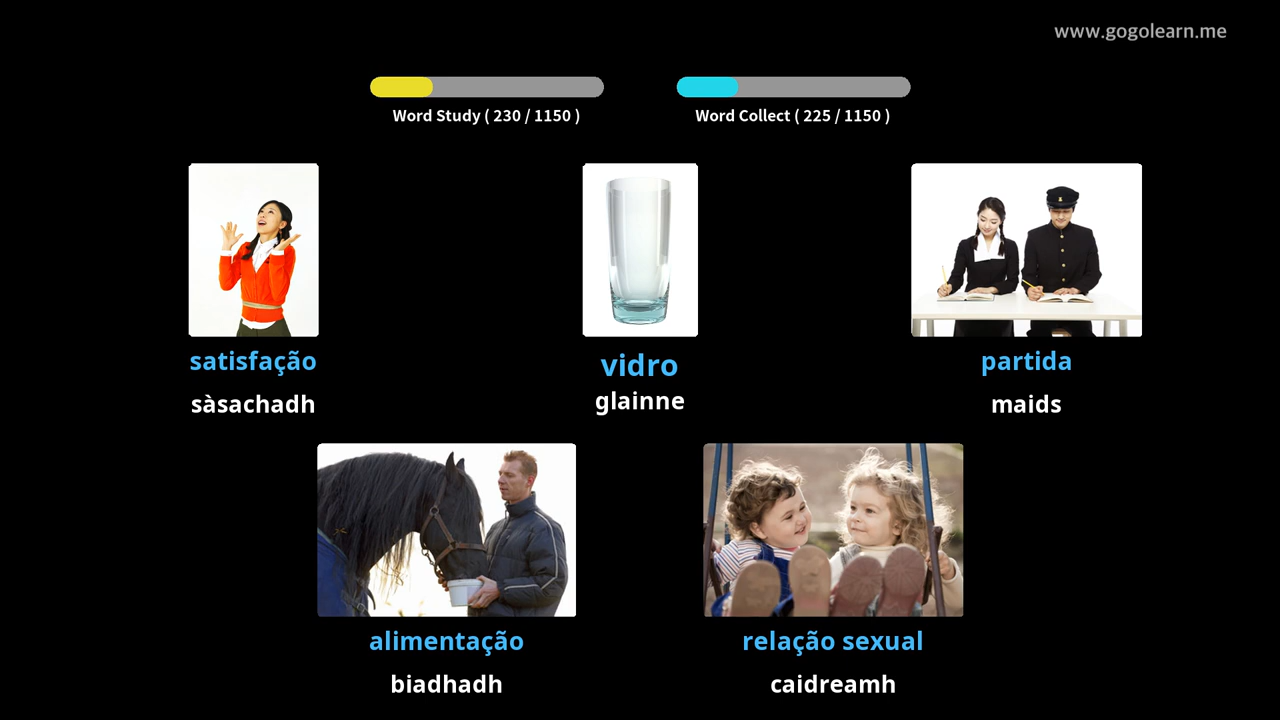 www.gogolearn.me
Word Study ( 230 / 1150 )
Word Collect ( 225 / 1150 )
satisfação
sàsachadh
vidro
glainne
partida
maids
alimentação
biadhadh
relação sexual
caidreamh